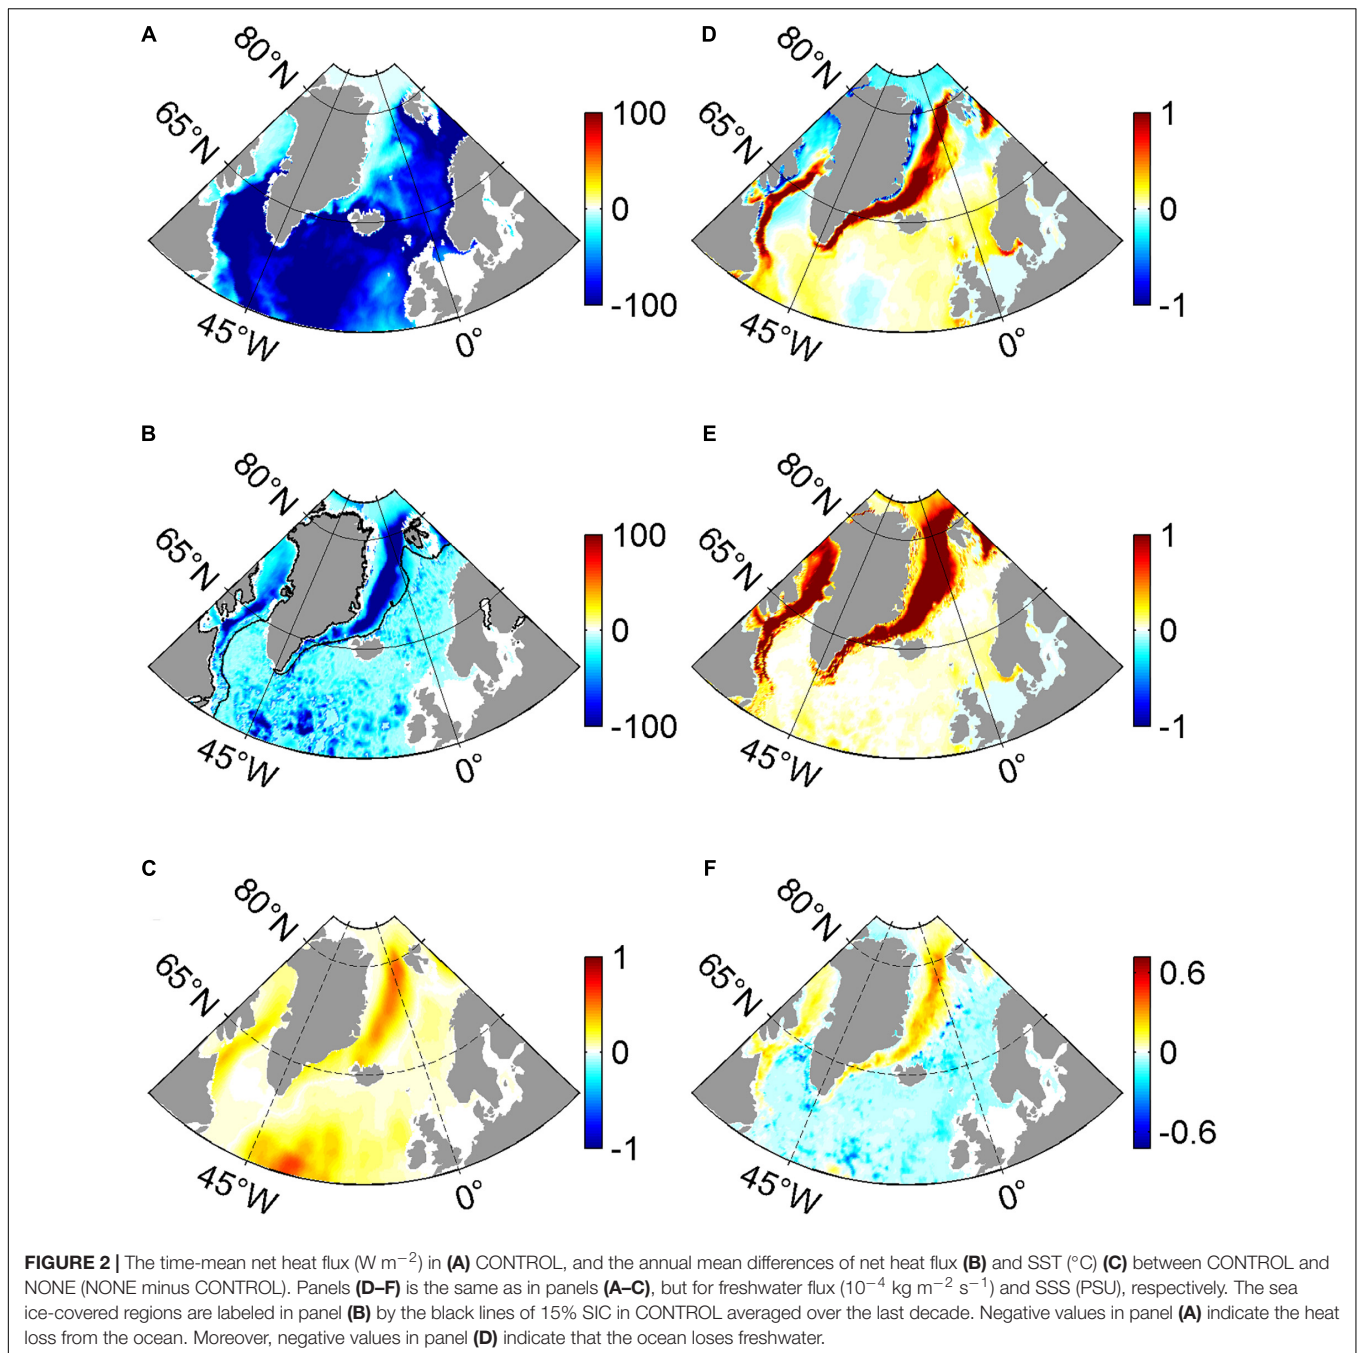 A
80°N
65°N
45°W
0°
100
0
-100
D
80°N
65°N
45°W
0°
1
0
-1
B
80°N
65°N
45°W
0°
100
0
-100
E
80°N
65°N
45°W
0°
1
0
-1
C
80°N
65°N
45°W
0°
1
0
-1
F
80°N
65°N
45°W
0°
0.6
0
-0.6
FIGURE 2 | The time-mean net heat flux (W m−2) in (A) CONTROL, and the annual mean differences of net heat flux (B) and SST (°C) (C) between CONTROL and
NONE (NONE minus CONTROL). Panels (D–F) is the same as in panels (A–C), but for freshwater flux (10−4 kg m−2 s−1) and SSS (PSU), respectively. The sea
ice-covered regions are labeled in panel (B) by the black lines of 15% SIC in CONTROL averaged over the last decade. Negative values in panel (A) indicate the heat
loss from the ocean. Moreover, negative values in panel (D) indicate that the ocean loses freshwater.